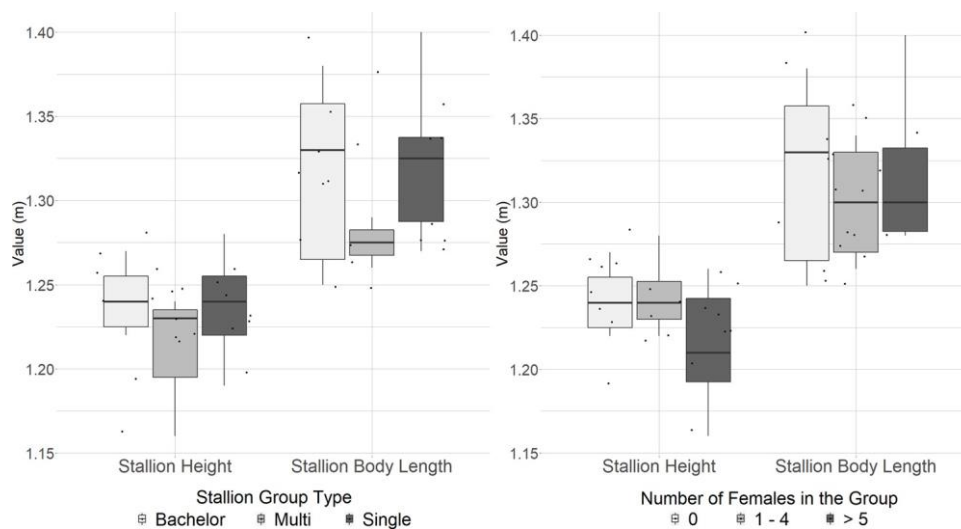 Value (m)
1.40
1.35
1.30
1.25
1.20
1.15
Stallion Height
Stallion Body Length
Stallion Group Type
Bachelor
Multi
Single
Value (m)
1.40
1.35
1.30
1.25
1.20
1.15
Stallion Height
Stallion Body Length
Number of Females in the Group
0
1 - 4
> 5